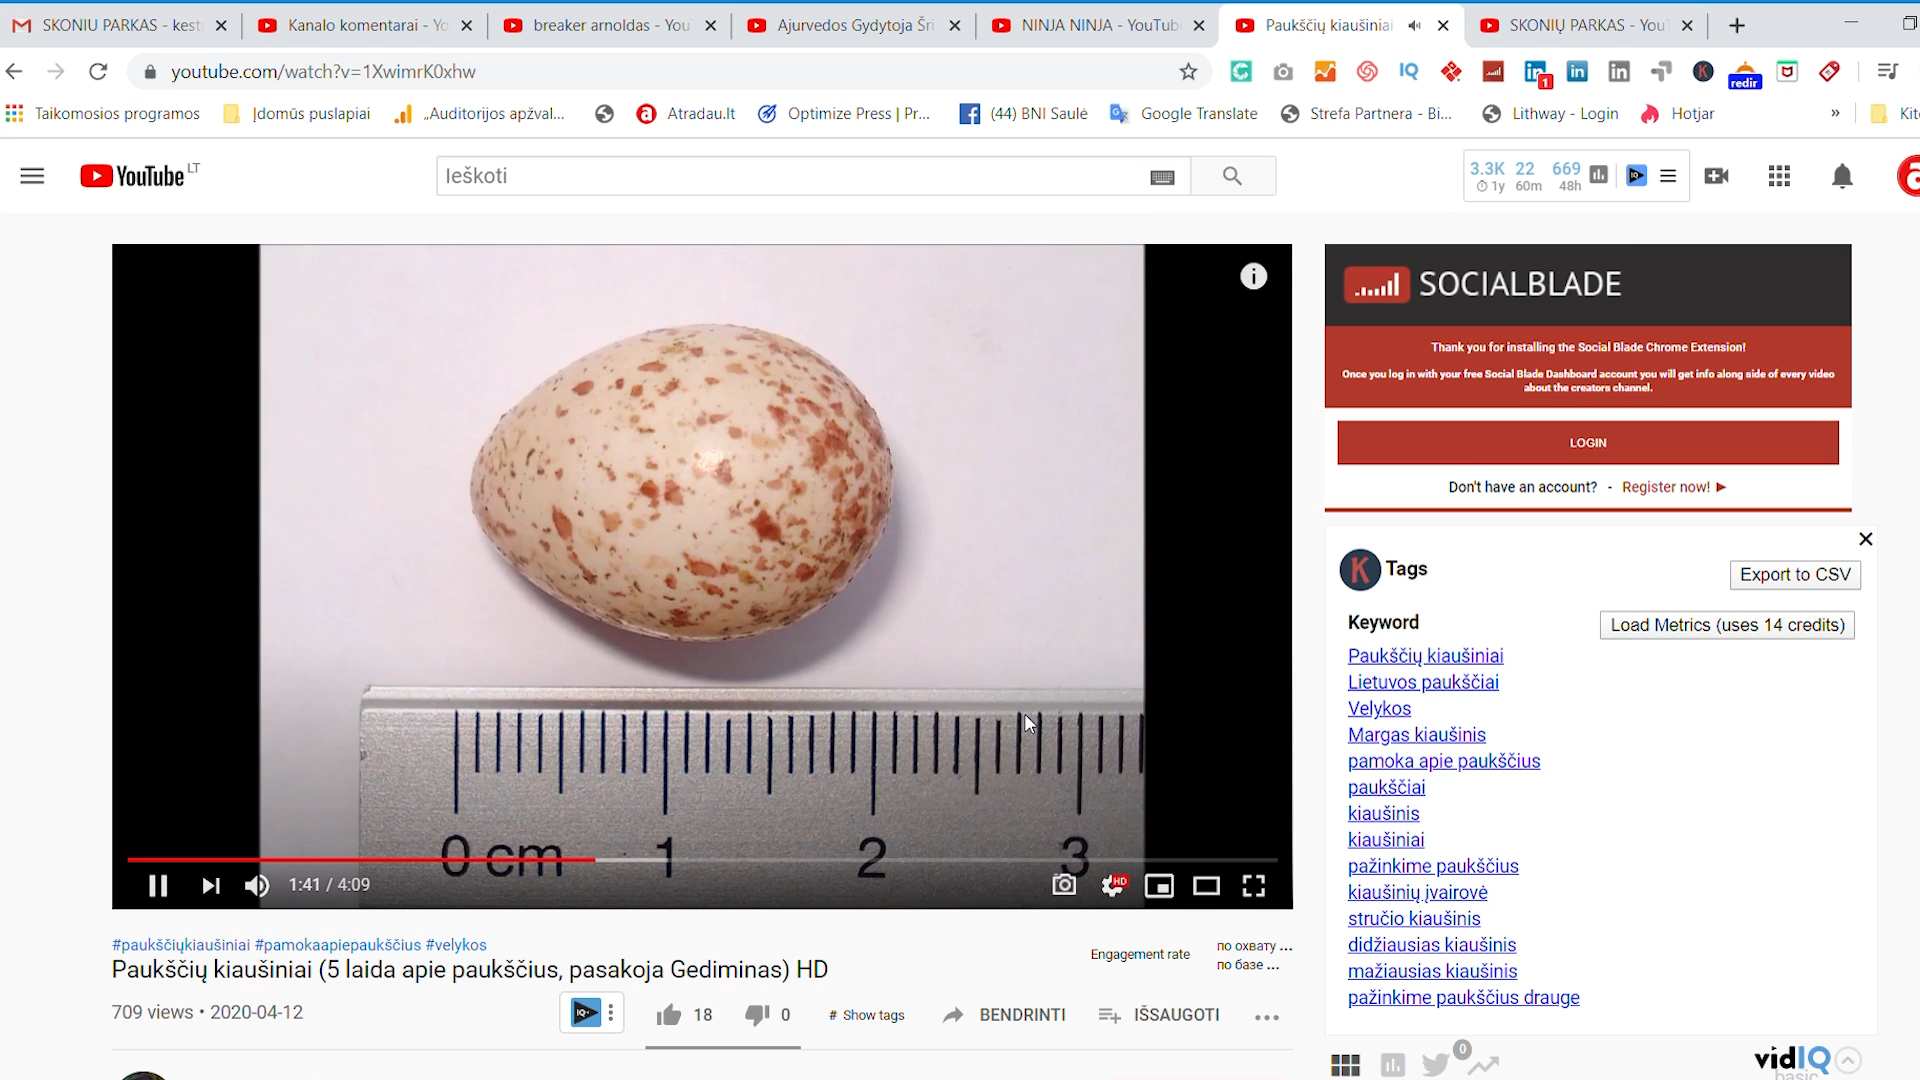 SKONIU PARKAS - kest
Kanalo komentarai - Yo
breaker arnoldas - You
Ajurvedos Gydytoja Šri
NINJA NINJA - YouTub
Paukščių kiaušiniai
SKONIŲ PARKAS - YouT
youtube.com/watch?v=1XwimrK0xhw
IQ
1
redir
Taikomosios programos
Įdomūs puslapiai
„Auditorijos apžval...
Atradau.lt
Optimize Press | Pr...
(44) BNI Saulė
Google Translate
Strefa Partnera - Bi...
Lithway - Login
Hotjar
»
Kit
YouTube LT
Ieškoti
3.3K 22 669
1y 60m 48h
SOCIALBLADE
Thank you for installing the Social Blade Chrome Extension!
Once you log in with your free Social Blade Dashboard account you will get info along side of every video
about the creators channel.
LOGIN
Don't have an account? - Register now!
K Tags
Export to CSV
Keyword
Load Metrics (uses 14 credits)
Paukščių kiaušiniai
Lietuvos paukščiai
Velykos
Margas kiaušinis
pamoka apie paukščius
paukščiai
kiaušinis
kiaušiniai
pažinkime paukščius
kiaušinių įvairovė
stručio kiaušinis
didžiausias kiaušinis
mažiausias kiaušinis
pažinkime paukščius drauge
0 cm 1 2 3
1:41 / 4:09
HD
#paukščiųkiaušiniai #pamokaapiepaukščius #velykos
Paukščių kiaušiniai (5 laida apie paukščius, pasakoja Gediminas) HD
Engagement rate
по охвату ...
по базе ...
709 views • 2020-04-12
IQ
18
0
# Show tags
BENDRINTI
IŠSAUGOTI
0
vidIQ
basic